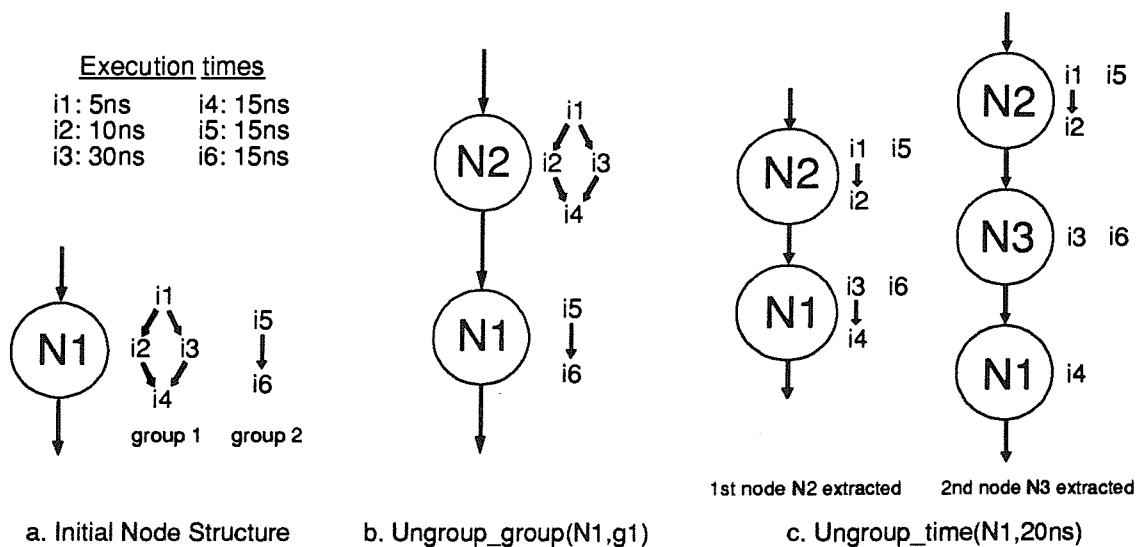 Execution times
i1: 5ns i4: 15ns
i2: 10ns i5: 15ns
i3: 30ns i6: 15ns
N1
i1
i2 i3
i4
group 1
i5
i6
group 2
a. Initial Node Structure
N2
i1
i2 i3
i4
N1
i5
i6
b. Ungroup_group(N1,g1)
N2
i1 i5
i2
N1
i3 i6
i4
1st node N2 extracted
N2
i1 i5
i2
N3
i3 i6
N1
i4
2nd node N3 extracted
c. Ungroup_time(N1,20ns)